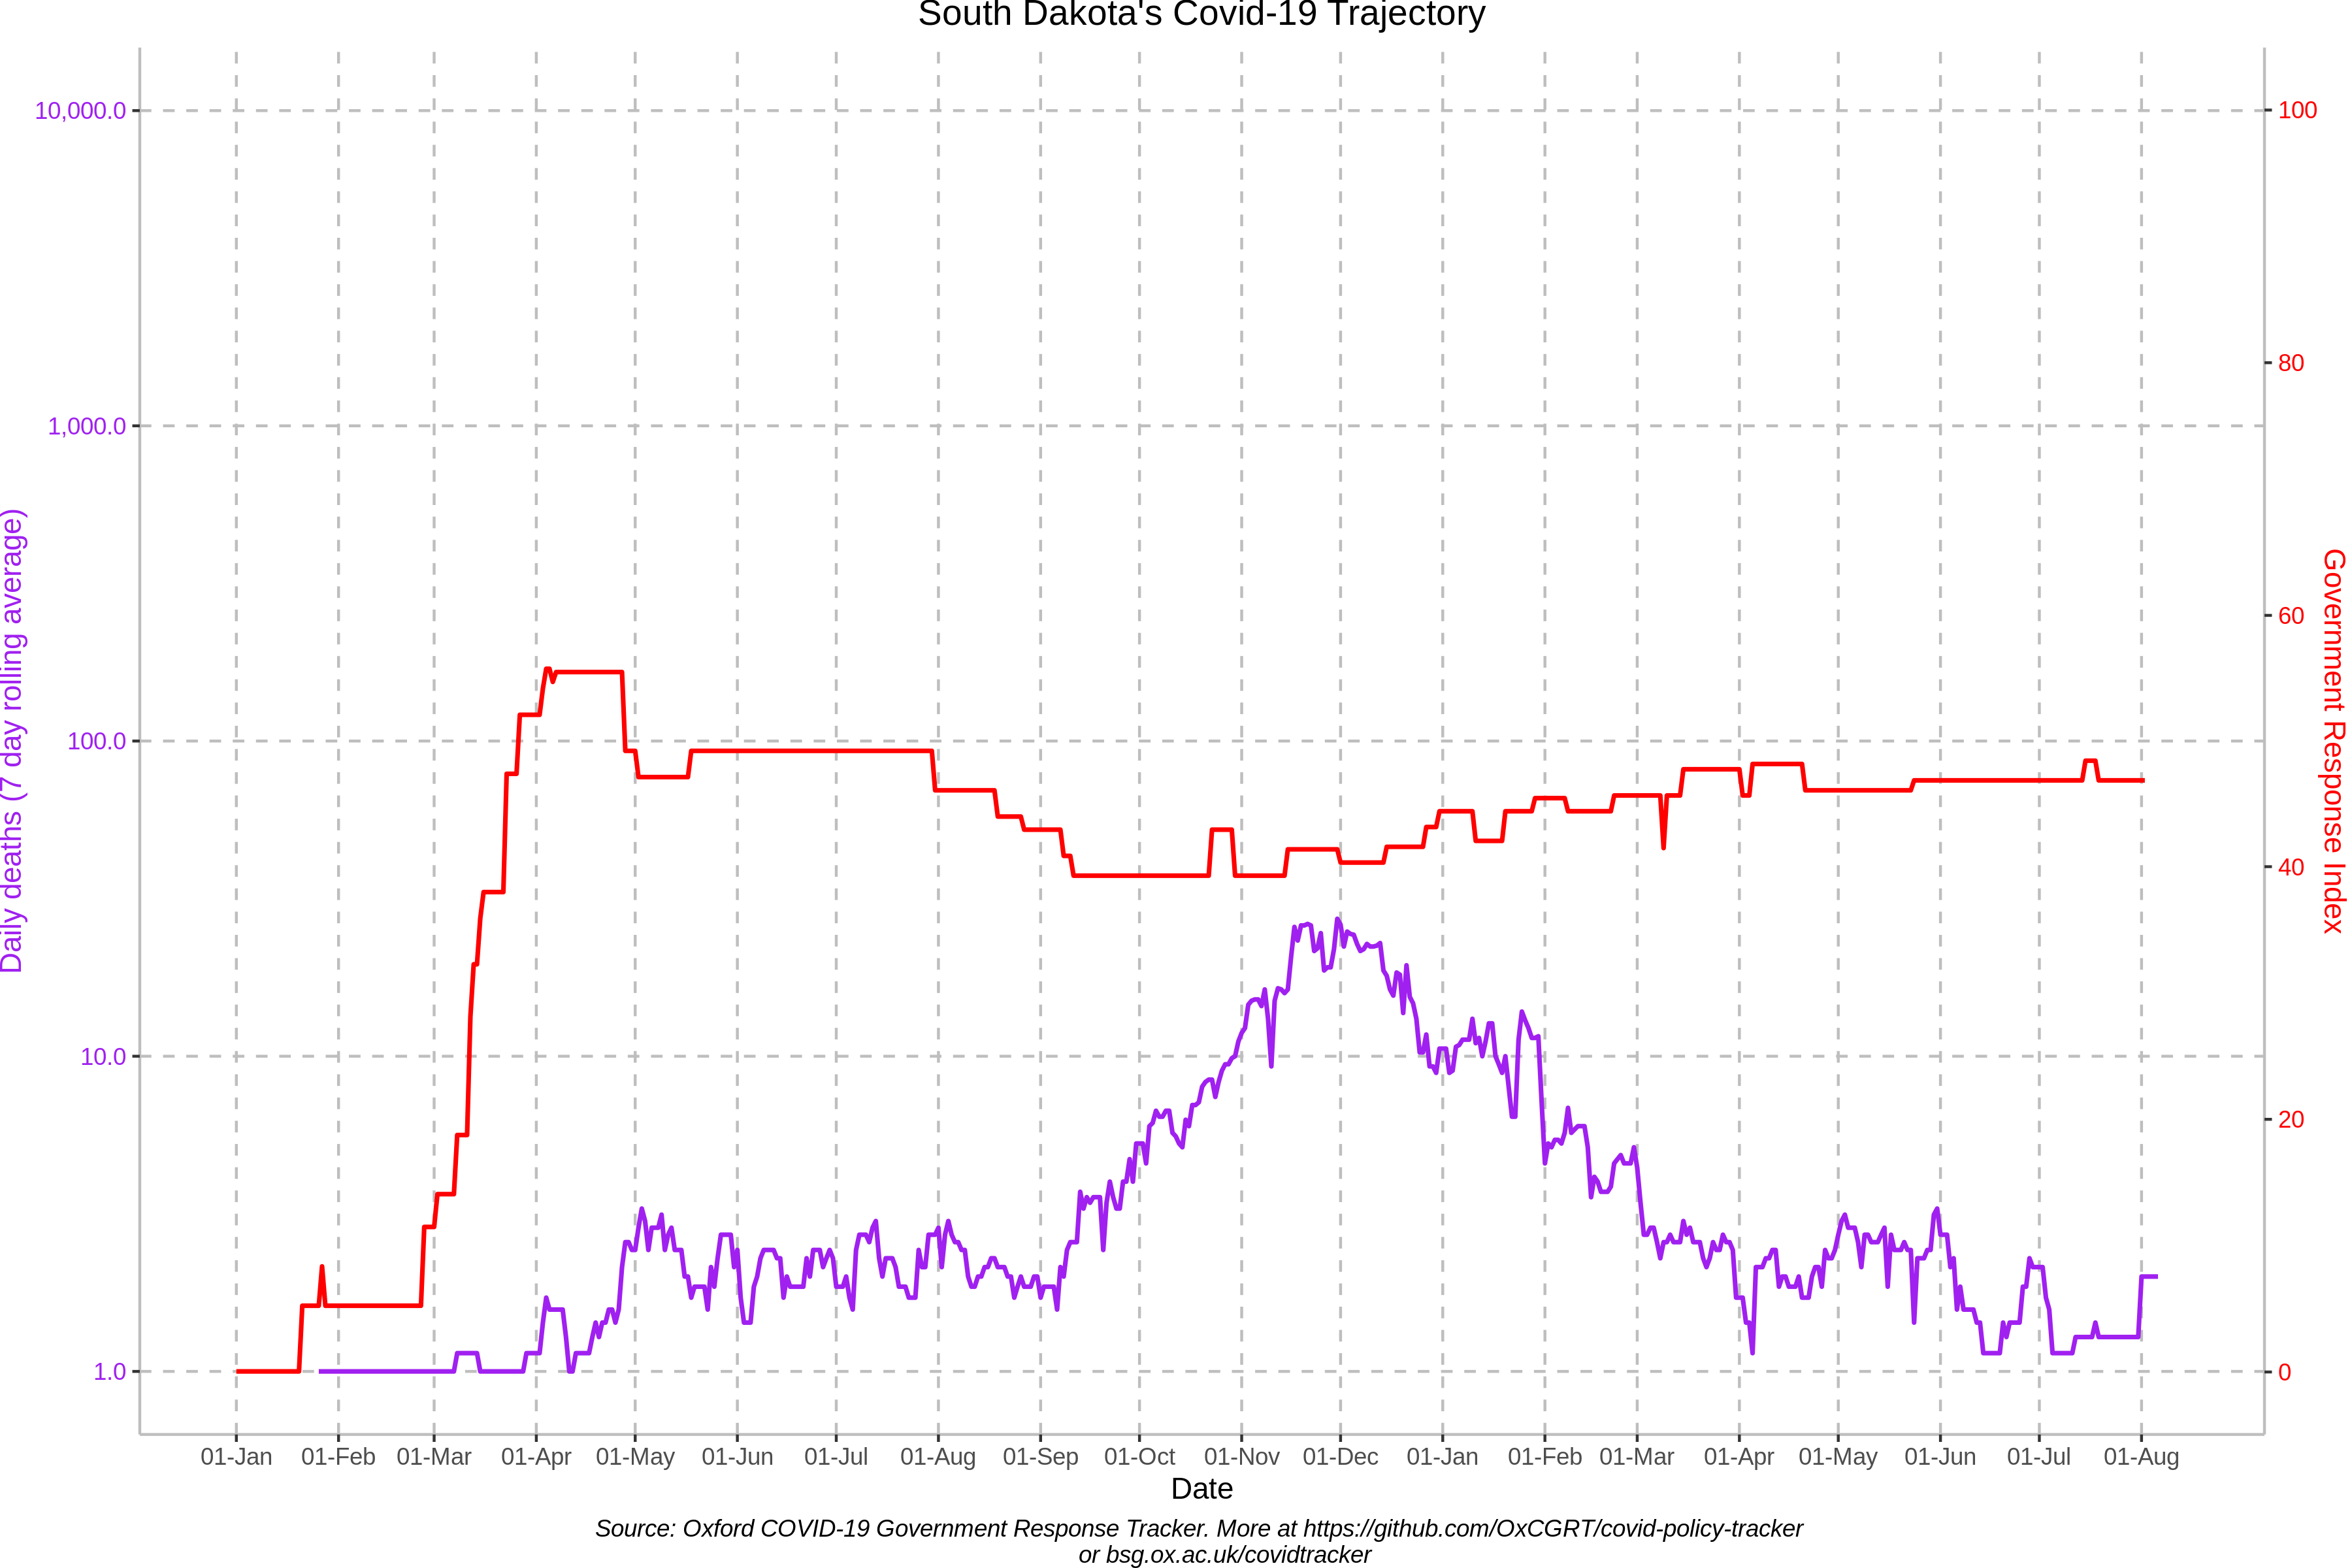 South Dakota's Covid-19 Trajectory
10,000.0
1,000.0
100.0
10.0
1.0
Daily deaths (7 day rolling average)
100
80
60
40
20
0
Government Response Index
01-Jan 01-Feb 01-Mar 01-Apr 01-May 01-Jun 01-Jul 01-Aug 01-Sep 01-Oct 01-Nov 01-Dec 01-Jan 01-Feb 01-Mar 01-Apr 01-May 01-Jun 01-Jul 01-Aug
Date
Source: Oxford COVID-19 Government Response Tracker. More at https://github.com/OxCGRT/covid-policy-tracker
or bsg.ox.ac.uk/covidtracker